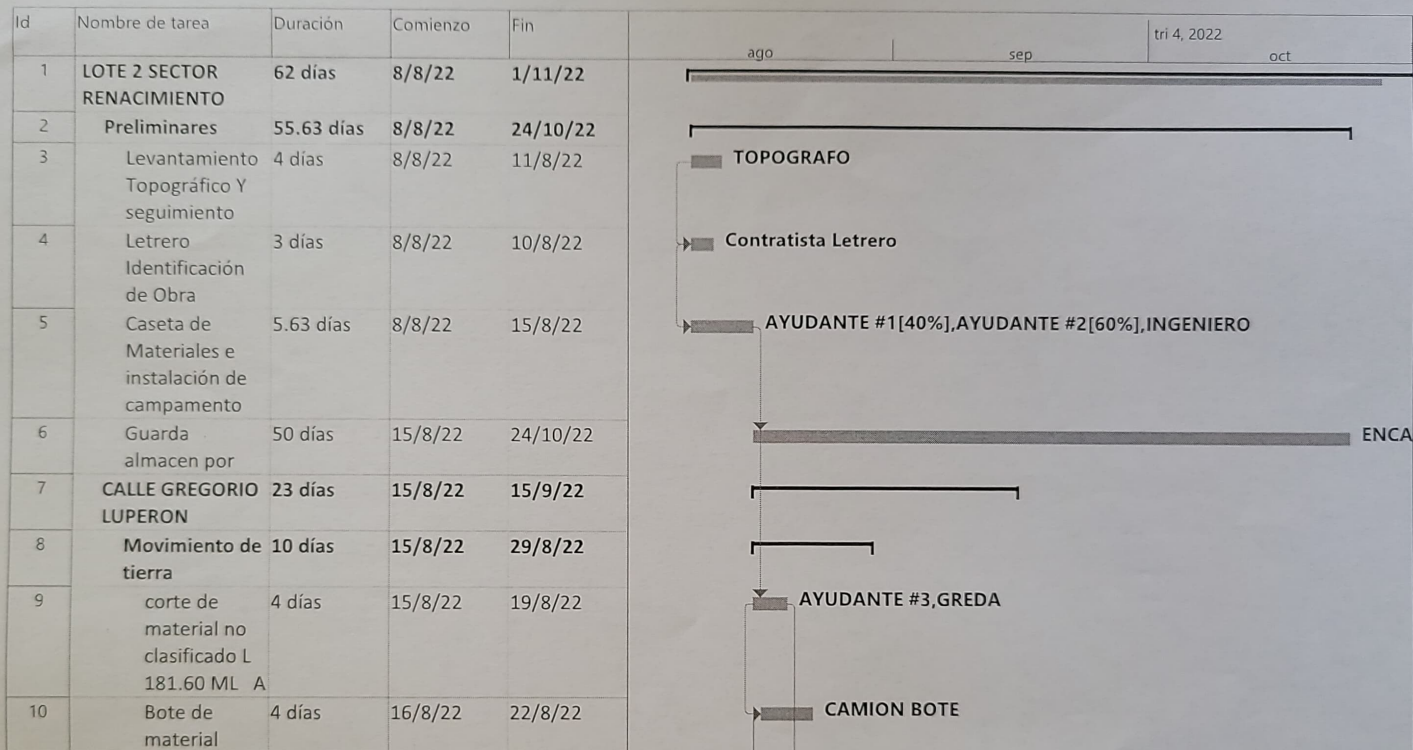 Id Nombre de tarea Duración Comienzo Fin
tri 4, 2022
ago sep oct
1 LOTE 2 SECTOR 62 días 8/8/22 1/11/22
RENACIMIENTO
2 Preliminares 55.63 días 8/8/22 24/10/22
3 Levantamiento 4 días 8/8/22 11/8/22 TOPOGRAFO
Topográfico Y
seguimiento
4 Letrero 3 días 8/8/22 10/8/22 Contratista Letrero
Identificación
de Obra
5 Caseta de 5.63 días 8/8/22 15/8/22 AYUDANTE #1[40%],AYUDANTE #2[60%],INGENIERO
Materiales e
instalación de
campamento
6 Guarda 50 días 15/8/22 24/10/22 ENCA
almacen por
7 CALLE GREGORIO 23 días 15/8/22 15/9/22
LUPERON
8 Movimiento de 10 días 15/8/22 29/8/22
tierra
9 corte de 4 días 15/8/22 19/8/22 AYUDANTE #3,GREDA
material no
clasificado L
181.60 ML A
10 Bote de 4 días 16/8/22 22/8/22 CAMION BOTE
material